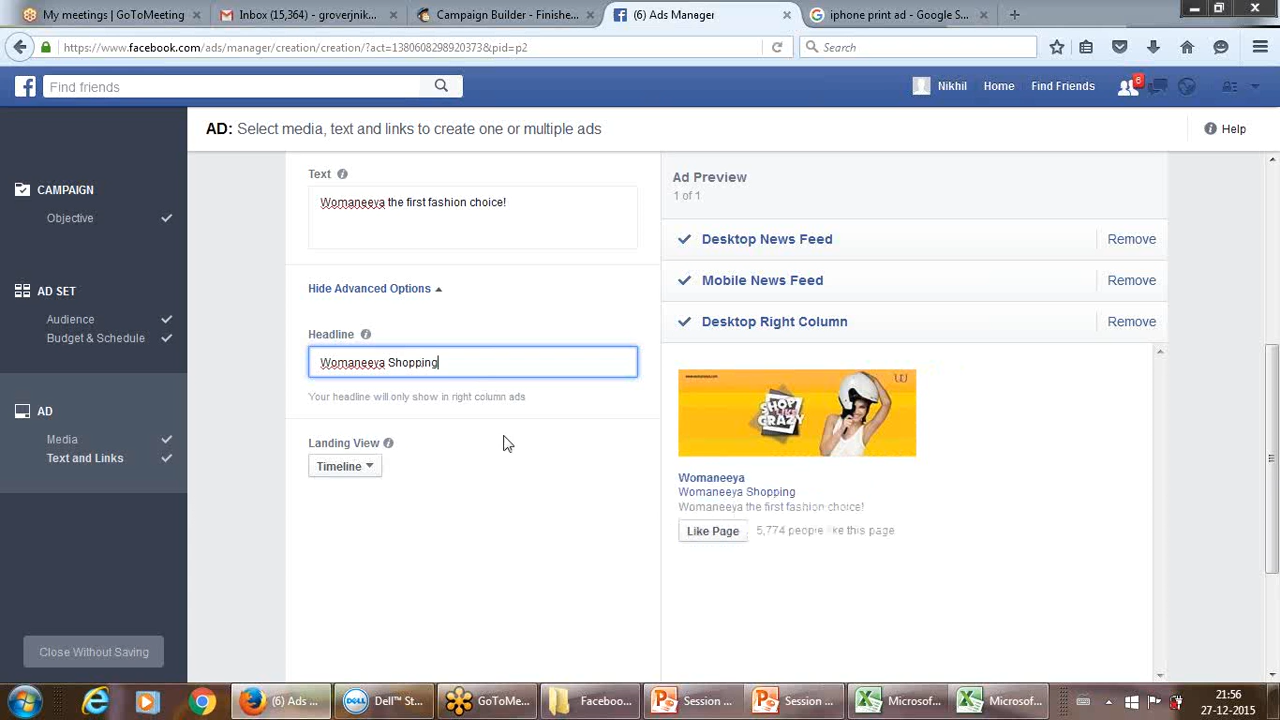 My meetings | GoToMeeting
Inbox (15,364) - groverjnik...
Campaign Builder - Fin the...
(6) Ads Manager
iphone print ad - Google S...
https://www.facebook.com/ads/manager/creation/creation/?act=1380608298920373&pid=p2
Search
Find friends
Nikhil
Home
Find Friends
6
AD: Select media, text and links to create one or multiple ads
Help
CAMPAIGN
Objective
AD SET
Audience
Budget & Schedule
AD
Media
Text and Links
Close Without Saving
Text
Womaneeya the first fashion choice!
Hide Advanced Options
Headline
Womaneeya Shopping
Your headline will only show in right column ads
Landing View
Timeline
Ad Preview
1 of 1
Desktop News Feed
Remove
Mobile News Feed
Remove
Desktop Right Column
Remove
SHOP
LIKE
CRAZY
Womaneeya
Womaneeya Shopping
Womaneeya the first fashion choice!
Like Page
5,774 people like this page
(6) Ads ...
DELL
Dell™ St...
GoToMe...
Facebo...
Session ...
Session ...
Microsof...
Microsof...
21:56
27-12-2015